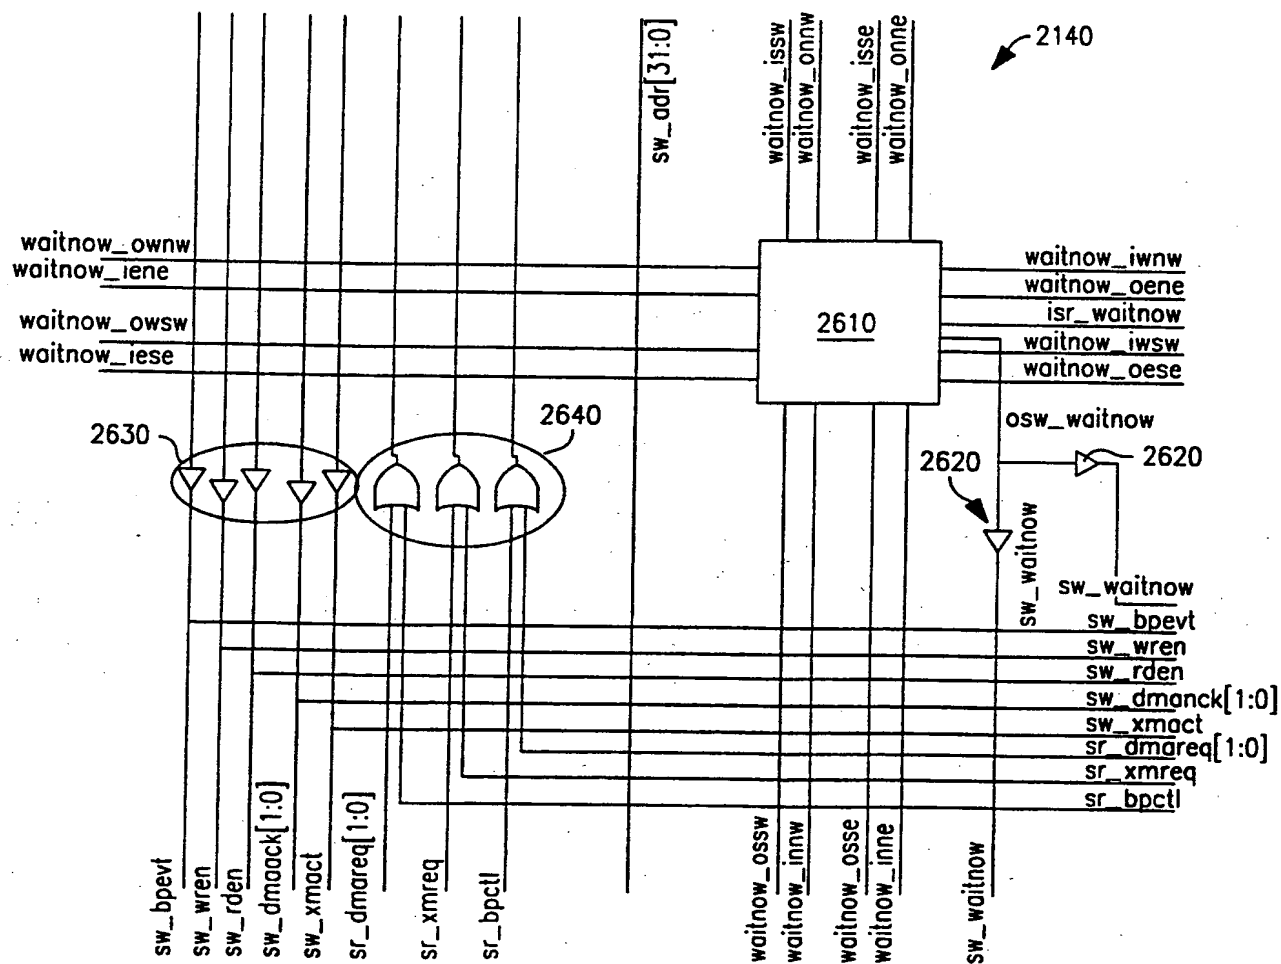 2140
sw_adr[31:0]
waitnow_issw
waitnow_onnw
waitnow_isse
waitnow_onne
waitnow_ownw
waitnow_iene
waitnow_owsw
waitnow_iese
2610
waitnow_iwnw
waitnow_oene
isr_waitnow
waitnow_iwsw
waitnow_oese
osw_waitnow
2630
2640
2620
2620
sw_waitnow
sw_waitnow
sw_bpevt
sw_wren
sw_rden
sw_dmanck[1:0]
sw_xmact
sr_dmareq[1:0]
sr_xmreq
sr_bpctl
sw_bpevt
sw_wren
sw_rden
sw_dmaack[1:0]
sw_xmact
sr_dmareq[1:0]
sr_xmreq
sr_bpctl
waitnow_ossw
waitnow_innw
waitnow_osse
waitnow_inne
sw_waitnow